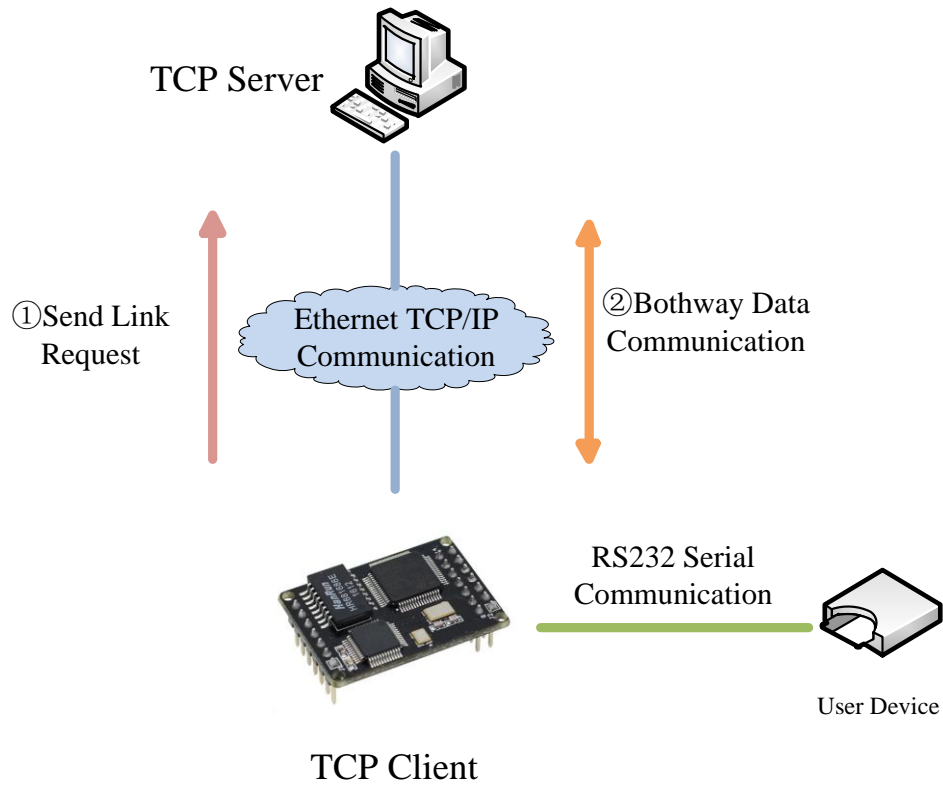 TCP Server
①Send Link
Request
Ethernet TCP/IP
Communication
②Bothway Data
Communication
RS232 Serial
Communication
User Device
TCP Client